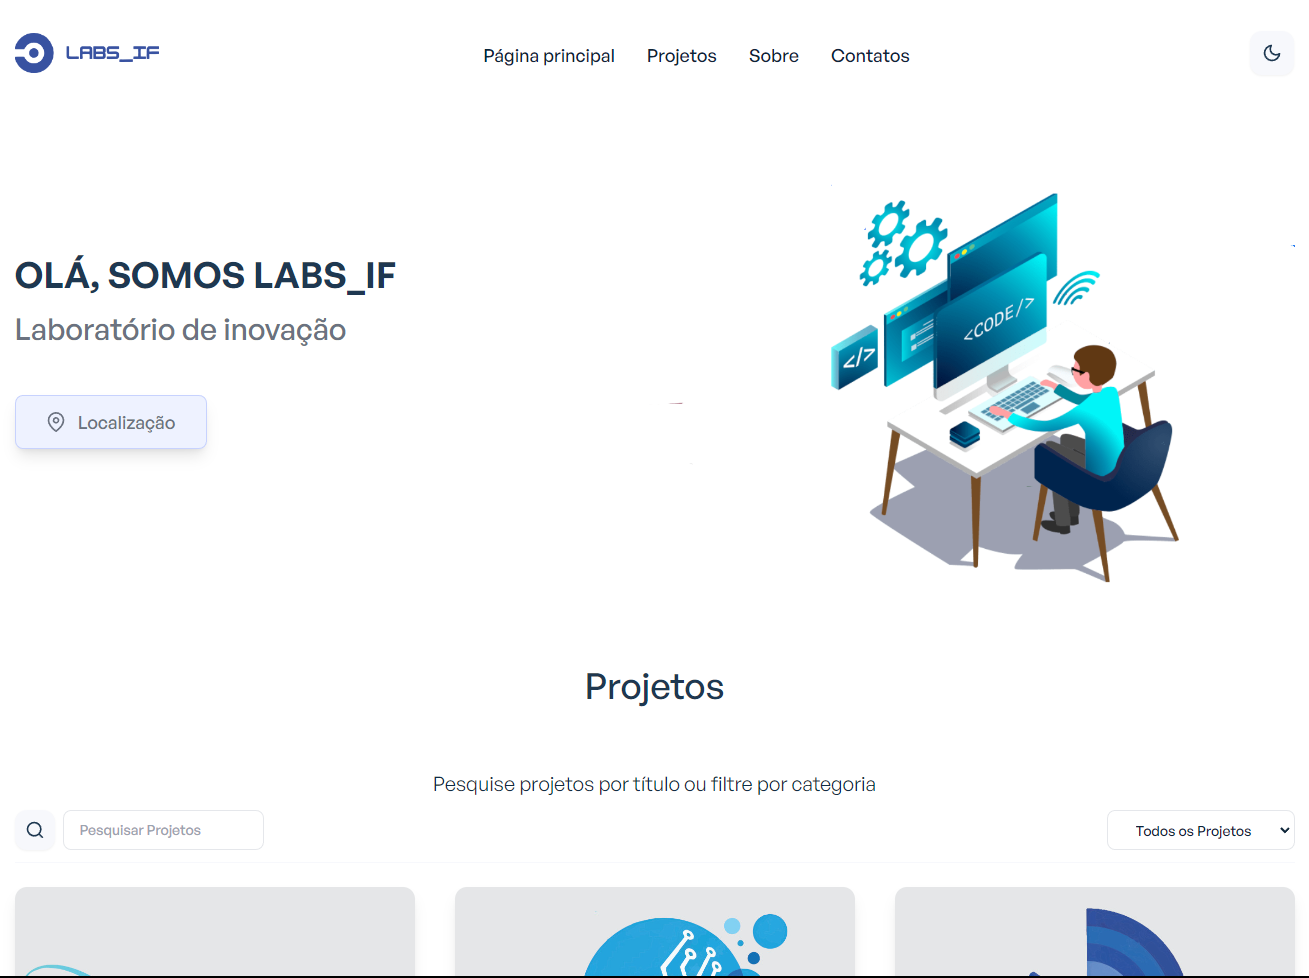 LABS_IF
Página principal
Projetos
Sobre
Contatos
OLÁ, SOMOS LABS_IF
Laboratório de inovação
Localização
<CODE/>
</>
Projetos
Pesquise projetos por título ou filtre por categoria
Pesquisar Projetos
Todos os Projetos